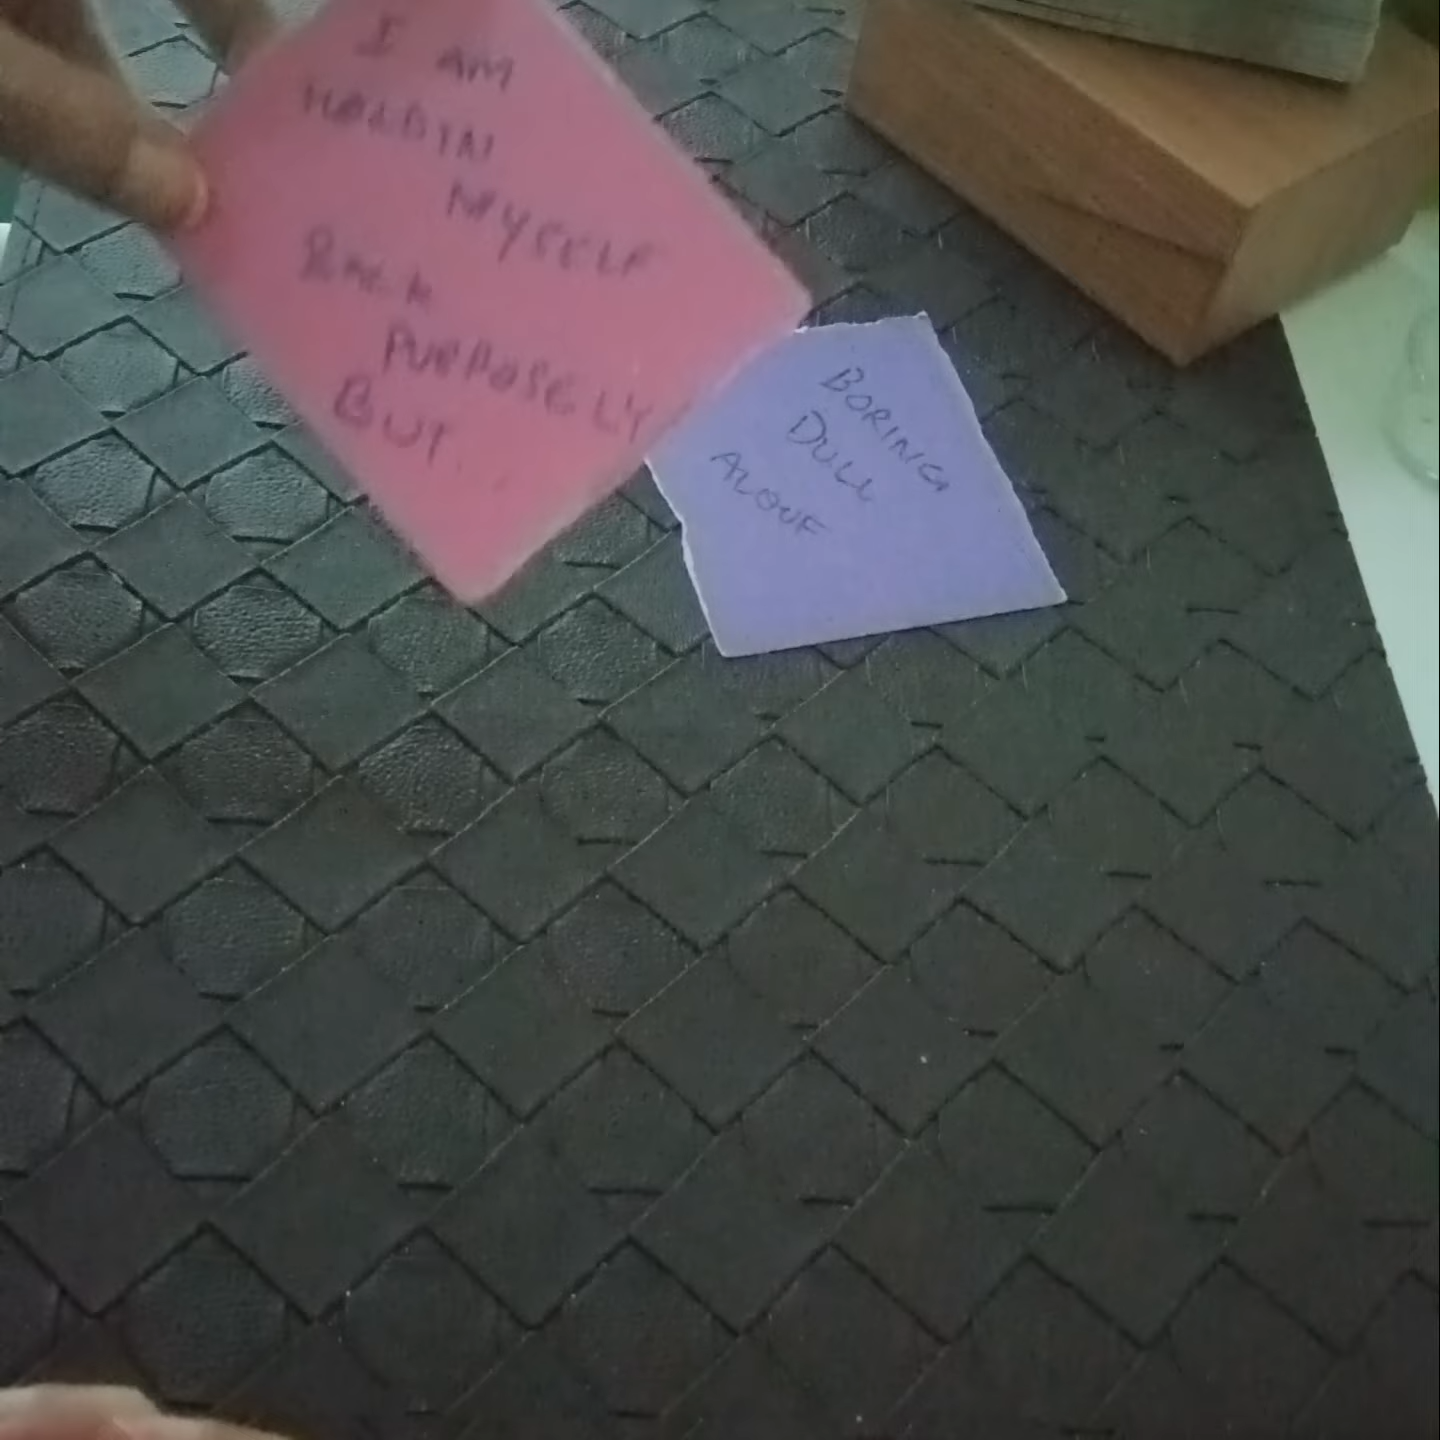 I AM
HOLDIN
MYSELF
BACK
PURPOSELY
BUT...
BORING
DULL
ALOUF